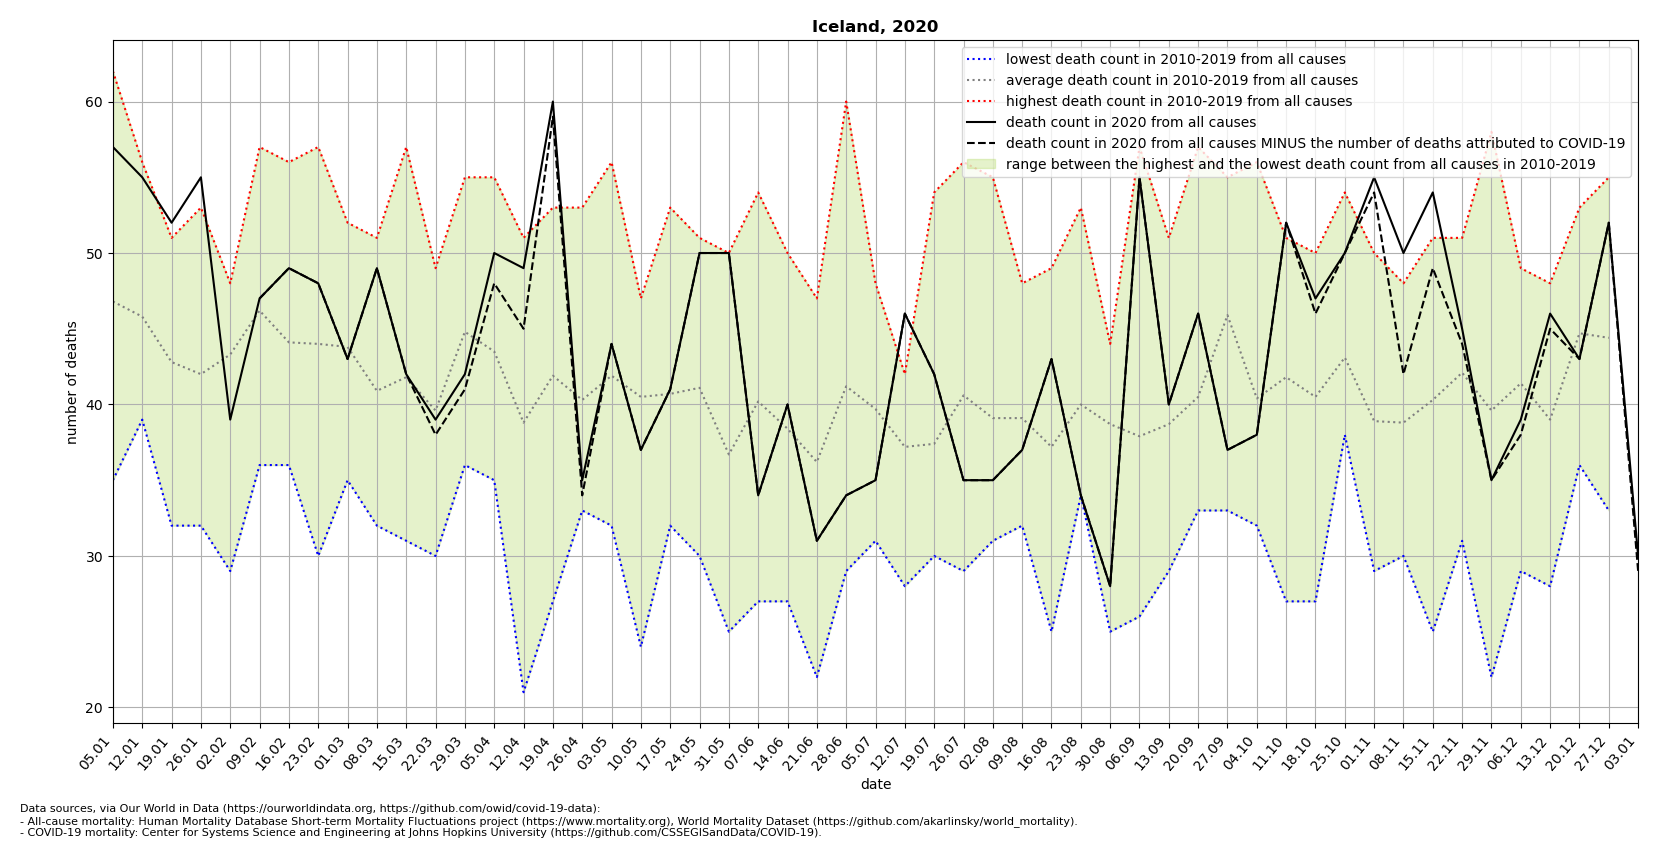 Iceland, 2020
lowest death count in 2010-2019 from all causes
average death count in 2010-2019 from all causes
highest death count in 2010-2019 from all causes
death count in 2020 from all causes
death count in 2020 from all causes MINUS the number of deaths attributed to COVID-19
range between the highest and the lowest death count from all causes in 2010-2019
number of deaths
60
50
40
30
20
05.01 12.01 19.01 26.01 02.02 09.02 16.02 23.02 01.03 08.03 15.03 22.03 29.03 05.04 12.04 19.04 26.04 03.05 10.05 17.05 24.05 31.05 07.06 14.06 21.06 28.06 05.07 12.07 19.07 26.07 02.08 09.08 16.08 23.08 30.08 06.09 13.09 20.09 27.09 04.10 11.10 18.10 25.10 01.11 08.11 15.11 22.11 29.11 06.12 13.12 20.12 27.12 03.01
date
Data sources, via Our World in Data (https://ourworldindata.org, https://github.com/owid/covid-19-data):
- All-cause mortality: Human Mortality Database Short-term Mortality Fluctuations project (https://www.mortality.org), World Mortality Dataset (https://github.com/akarlinsky/world_mortality).
- COVID-19 mortality: Center for Systems Science and Engineering at Johns Hopkins University (https://github.com/CSSEGISandData/COVID-19).